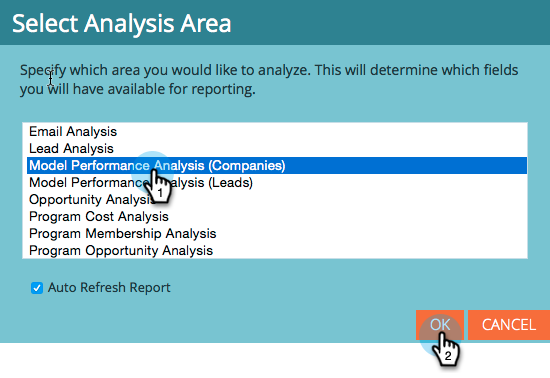 Select Analysis Area
Specify which area you would like to analyze. This will determine which fields
you will have available for reporting.
Email Analysis
Lead Analysis
Model Performance Analysis (Companies)
1
Model Performance Analysis (Leads)
Opportunity Analysis
Program Cost Analysis
Program Membership Analysis
Program Opportunity Analysis
Auto Refresh Report
OK CANCEL
2